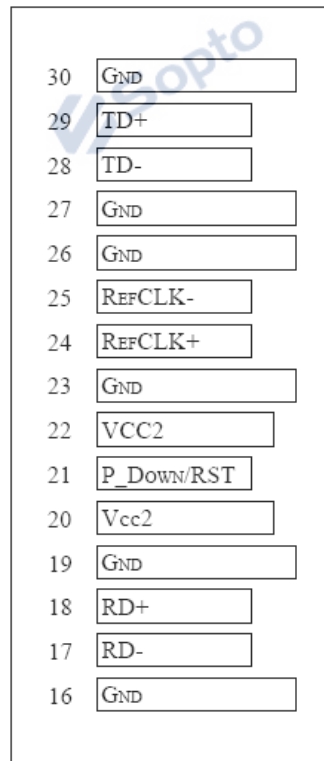 Sopto
30 GND
29 TD+
28 TD-
27 GND
26 GND
25 REFCLK-
24 REFCLK+
23 GND
22 VCC2
21 P_DOWN/RST
20 Vcc2
19 GND
18 RD+
17 RD-
16 GND